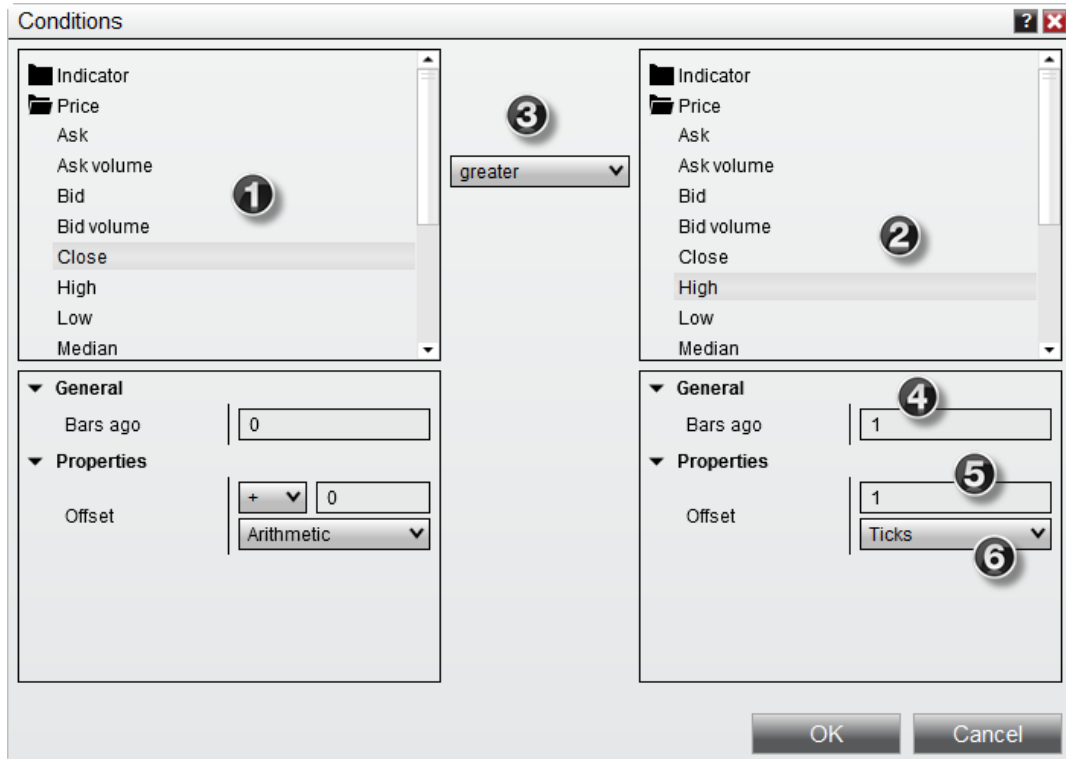 Conditions
?
Indicator
Price
Ask
Ask volume
Bid
Bid volume
Close
High
Low
Median
1
General
Bars ago
0
Properties
Offset
+
0
Arithmetic
3
greater
Indicator
Price
Ask
Ask volume
Bid
Bid volume
Close
High
Low
Median
2
General
4
Bars ago
1
Properties
5
Offset
1
Ticks
6
OK
Cancel